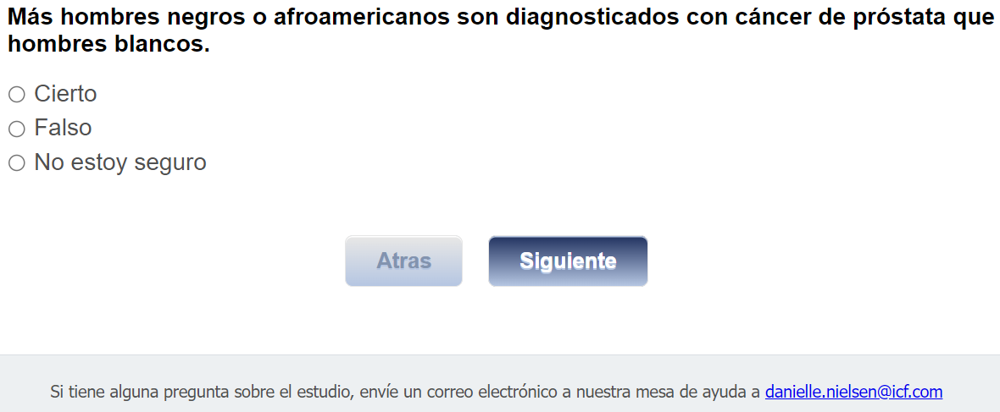 Más hombres negros o afroamericanos son diagnosticados con cáncer de próstata que
hombres blancos.
Cierto
Falso
No estoy seguro
Atras
Siguiente
Si tiene alguna pregunta sobre el estudio, envíe un correo electrónico a nuestra mesa de ayuda a danielle.nielsen@icf.com